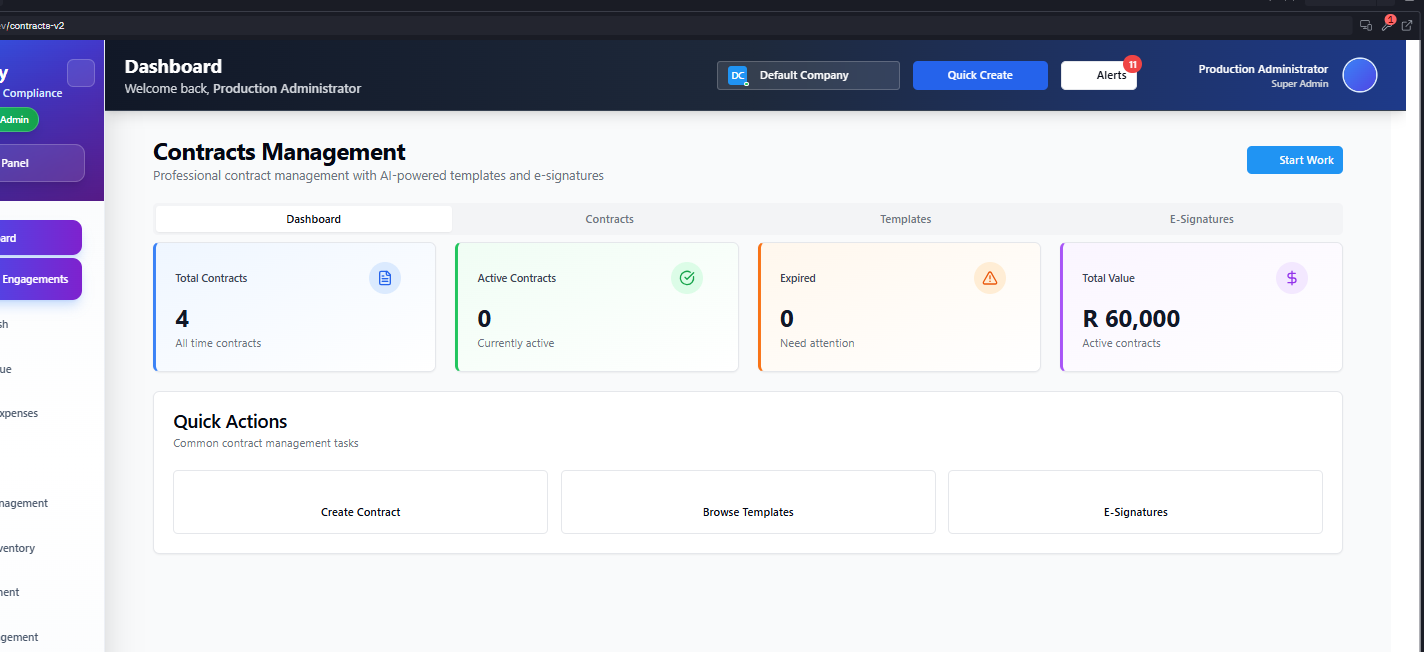 v/contracts-v2
1
y
Compliance
Admin
Panel
ard
Engagements
sh
ue
xpenses
nagement
ventory
ment
gement
Dashboard
Welcome back, Production Administrator
DC Default Company
Quick Create
Alerts 11
Production Administrator
Super Admin
Contracts Management
Professional contract management with AI-powered templates and e-signatures
Start Work
Dashboard Contracts Templates E-Signatures
Total Contracts
4
All time contracts
Active Contracts
0
Currently active
Expired
0
Need attention
Total Value
$
R 60,000
Active contracts
Quick Actions
Common contract management tasks
Create Contract
Browse Templates
E-Signatures